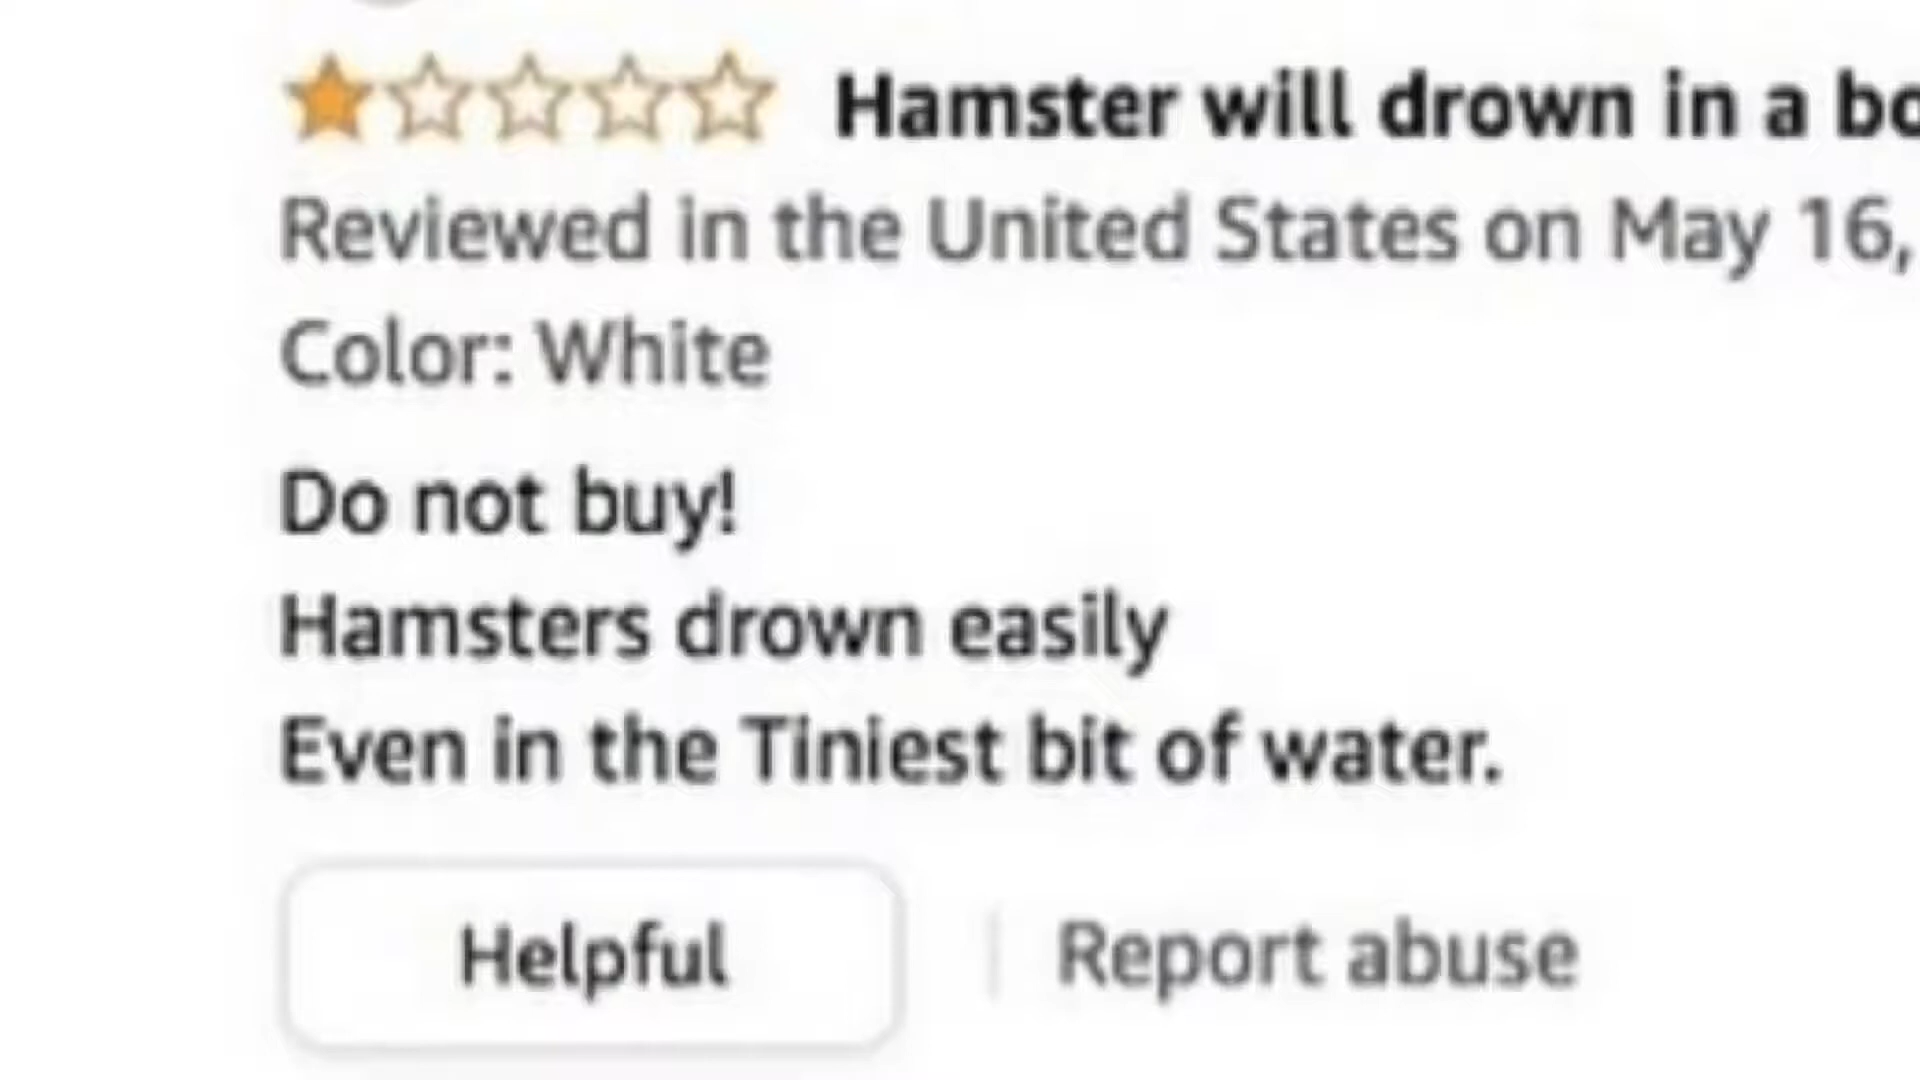 Hamster will drown in a bo
Reviewed in the United States on May 16,
Color: White
Do not buy!
Hamsters drown easily
Even in the Tiniest bit of water.
Helpful
Report abuse